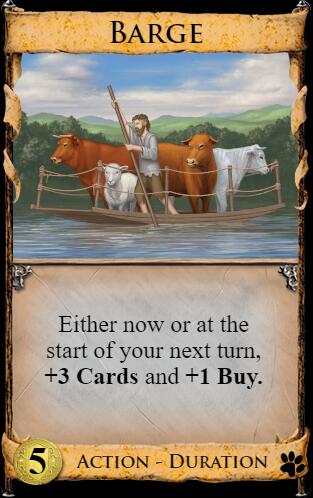 Barge
Either now or at the
start of your next turn,
+3 Cards and +1 Buy.
5
Action - Duration